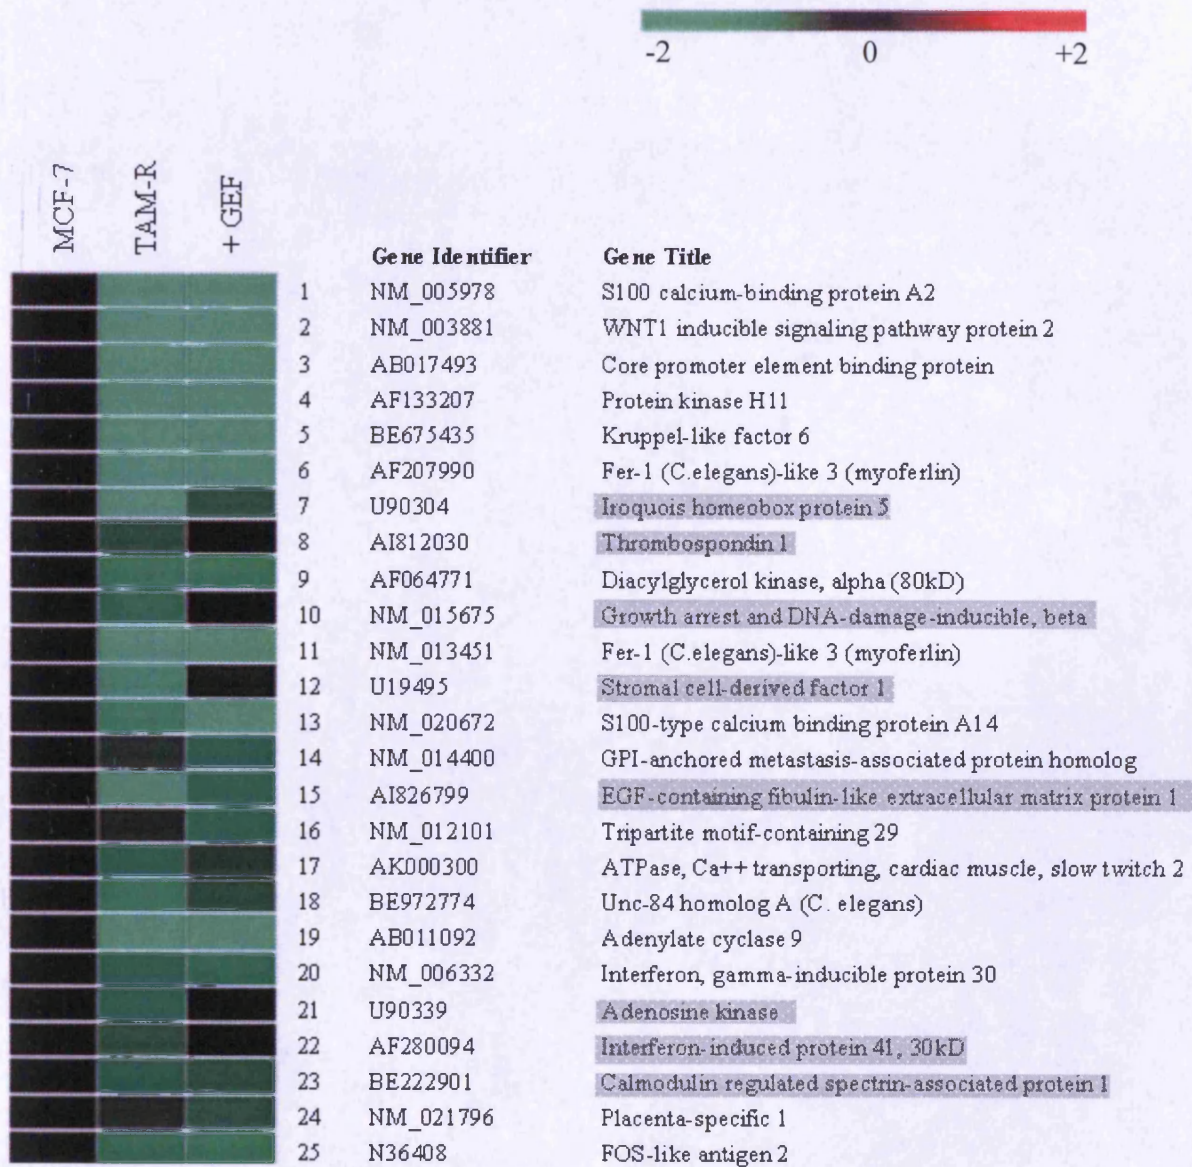 -2 0 +2
MCF-7 TAM-R + GEF
Gene Identifier Gene Title
1 NM_005978 S100 calcium-binding protein A2
2 NM_003881 WNT1 inducible signaling pathway protein 2
3 AB017493 Core promoter element binding protein
4 AF133207 Protein kinase H11
5 BE675435 Kruppel-like factor 6
6 AF207990 Fer-1 (C.elegans)-like 3 (myoferlin)
7 U90304 Iroquois homeobox protein 5
8 AI812030 Thrombospondin 1
9 AF064771 Diacylglycerol kinase, alpha (80kD)
10 NM_015675 Growth arrest and DNA-damage-inducible, beta
11 NM_013451 Fer-1 (C.elegans)-like 3 (myoferlin)
12 U19495 Stromal cell-derived factor 1
13 NM_020672 S100-type calcium binding protein A14
14 NM_014400 GPI-anchored metastasis-associated protein homolog
15 AI826799 EGF-containing fibulin-like extracellular matrix protein 1
16 NM_012101 Tripartite motif-containing 29
17 AK000300 ATPase, Ca++ transporting, cardiac muscle, slow twitch 2
18 BE972774 Unc-84 homolog A (C. elegans)
19 AB011092 Adenylate cyclase 9
20 NM_006332 Interferon, gamma-inducible protein 30
21 U90339 Adenosine kinase
22 AF280094 Interferon-induced protein 41, 30kD
23 BE222901 Calmodulin regulated spectrin-associated protein 1
24 NM_021796 Placenta-specific 1
25 N36408 FOS-like antigen 2